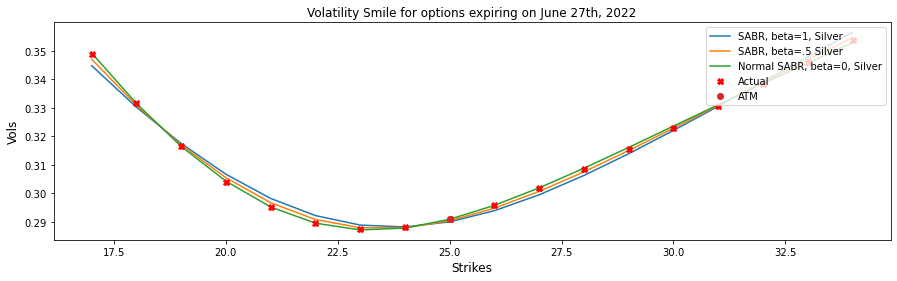 Volatility Smile for options expiring on June 27th, 2022
SABR, beta=1, Silver
SABR, beta=.5 Silver
Normal SABR, beta=0, Silver
Actual
ATM
Vols
0.35
0.34
0.33
0.32
0.31
0.30
0.29
17.5
20.0
22.5
25.0
27.5
30.0
32.5
Strikes